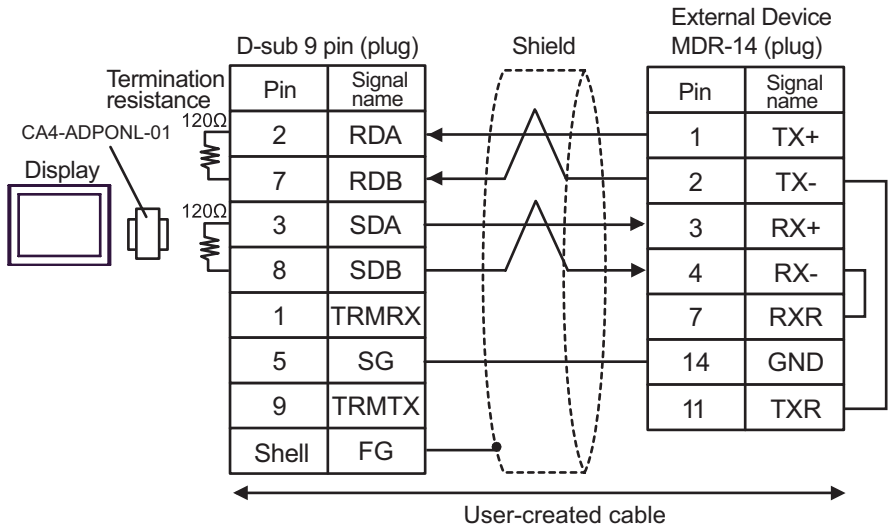 External Device
D-sub 9 pin (plug) Shield MDR-14 (plug)
Termination resistance
Pin Signal name
Pin Signal name
CA4-ADPONL-01
Display
120Ω
120Ω
2 RDA
7 RDB
3 SDA
8 SDB
1 TRMRX
5 SG
9 TRMTX
Shell FG
1 TX+
2 TX-
3 RX+
4 RX-
7 RXR
14 GND
11 TXR
User-created cable